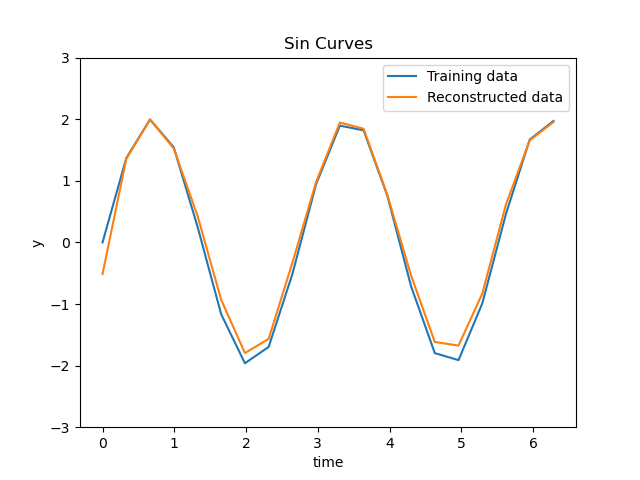 Sin Curves
Training data
Reconstructed data
3
2
1
0
−1
−2
−3
y
0 1 2 3 4 5 6
time